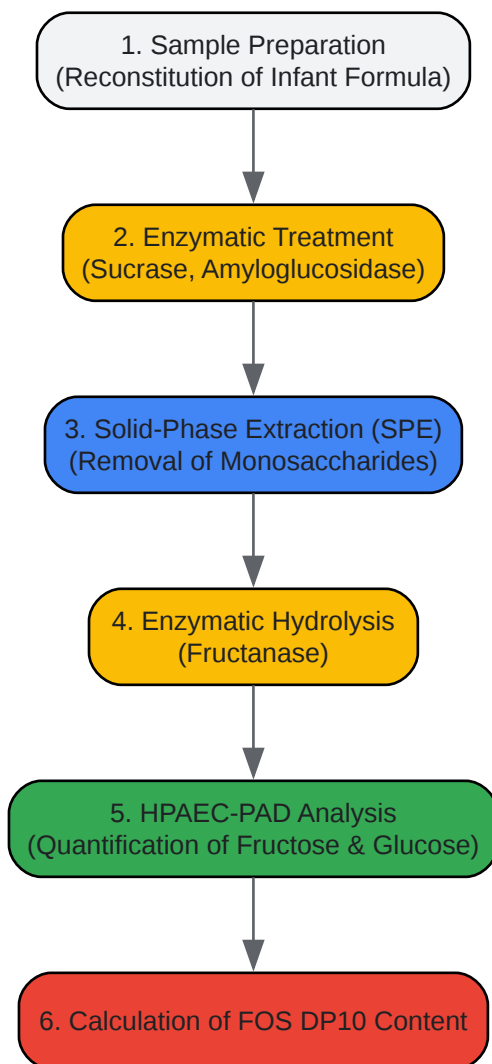 1. Sample Preparation
(Reconstitution of Infant Formula)
2. Enzymatic Treatment
(Sucrase, Amyloglucosidase)
3. Solid-Phase Extraction (SPE)
(Removal of Monosaccharides)
4. Enzymatic Hydrolysis
(Fructanase)
5. HPAEC-PAD Analysis
(Quantification of Fructose & Glucose)
6. Calculation of FOS DP10 Content